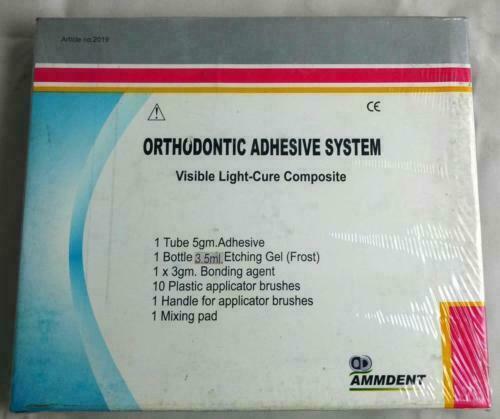 Article no.2019
CE
ORTHODONTIC ADHESIVE SYSTEM
Visible Light-Cure Composite
1 Tube 5gm.Adhesive
1 Bottle 3.5ml Etching Gel (Frost)
1 x 3gm. Bonding agent
10 Plastic applicator brushes
1 Handle for applicator brushes
1 Mixing pad
AMMDENT